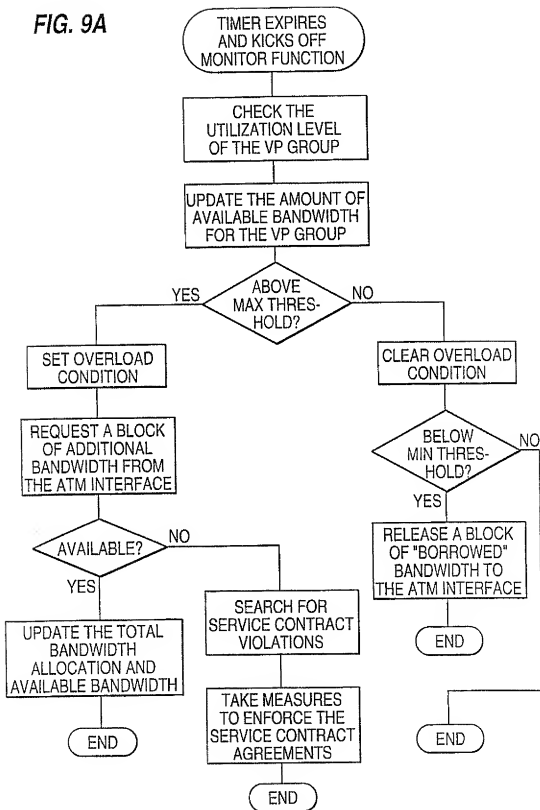 FIG. 9A
TIMER EXPIRES
AND KICKS OFF
MONITOR FUNCTION
CHECK THE
UTILIZATION LEVEL
OF THE VP GROUP
UPDATE THE AMOUNT OF
AVAILABLE BANDWIDTH
FOR THE VP GROUP
YES
ABOVE
MAX THRES-
HOLD?
NO
SET OVERLOAD
CONDITION
REQUEST A BLOCK
OF ADDITIONAL
BANDWIDTH FROM
THE ATM INTERFACE
AVAILABLE?
NO
YES
UPDATE THE TOTAL
BANDWIDTH
ALLOCATION AND
AVAILABLE BANDWIDTH
END
SEARCH FOR
SERVICE CONTRACT
VIOLATIONS
TAKE MEASURES
TO ENFORCE THE
SERVICE CONTRACT
AGREEMENTS
END
CLEAR OVERLOAD
CONDITION
BELOW
MIN THRES-
HOLD?
NO
YES
RELEASE A BLOCK
OF "BORROWED"
BANDWIDTH TO
THE ATM INTERFACE
END
END